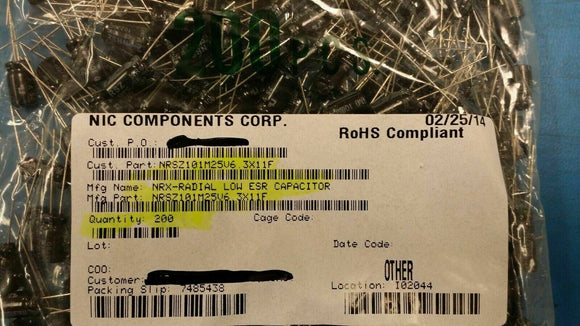 200 PCS
NIC COMPONENTS CORP. 02/25/14
RoHS Compliant
Cust. P.O.:
Cust. Part:NRSZ101M25V6.3X11F
Mfg Name: NRX-RADIAL LOW ESR CAPACITOR
Mfg Part: NRSZ101M25V6.3X11F
Quantity: 200 Cage Code:
Lot: Date Code:
COO: OTHER
Customer:
Packing Slip: 7485438 Location: I02044